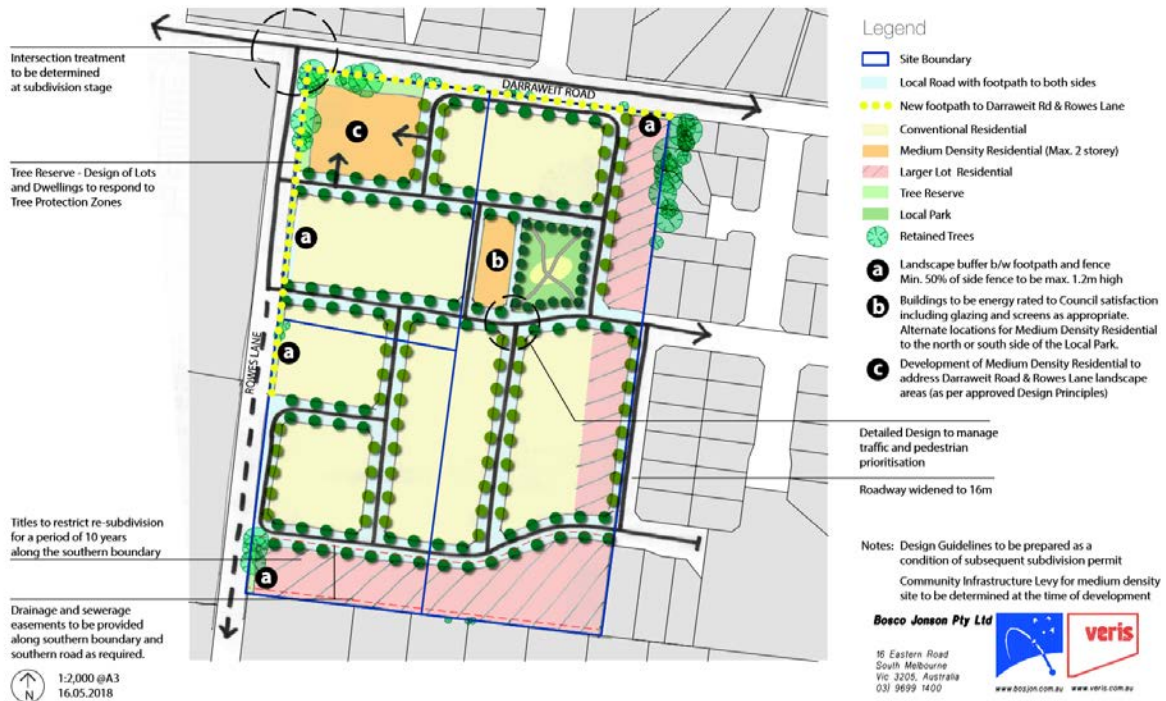 Intersection treatment
to be determined
at subdivision stage
Tree Reserve - Design of Lots
and Dwellings to respond to
Tree Protection Zones
Titles to restrict re-subdivision
for a period of 10 years
along the southern boundary
Drainage and sewerage
easements to be provided
along southern boundary and
southern road as required.
N
1:2,000 @A3
16.05.2018
DARRAWEIT ROAD
ROWES LANE
c
a
a
b
a
a
Legend
Site Boundary
Local Road with footpath to both sides
New footpath to Darraweit Rd & Rowes Lane
Conventional Residential
Medium Density Residential (Max. 2 storey)
Larger Lot Residential
Tree Reserve
Local Park
Retained Trees
a Landscape buffer b/w footpath and fence
Min. 50% of side fence to be max. 1.2m high
b Buildings to be energy rated to Council satisfaction
including glazing and screens as appropriate.
Alternate locations for Medium Density Residential
to the north or south side of the Local Park.
c Development of Medium Density Residential to
address Darraweit Road & Rowes Lane landscape
areas (as per approved Design Principles)
Detailed Design to manage
traffic and pedestrian
prioritisation
Roadway widened to 16m
Notes: Design Guidelines to be prepared as a
condition of subsequent subdivision permit
Community Infrastructure Levy for medium density
site to be determined at the time of development
Bosco Jonson Pty Ltd
16 Eastern Road
South Melbourne
Vic 3205, Australia
03) 9699 1400
veris
www.bosjon.com.au www.veris.com.au